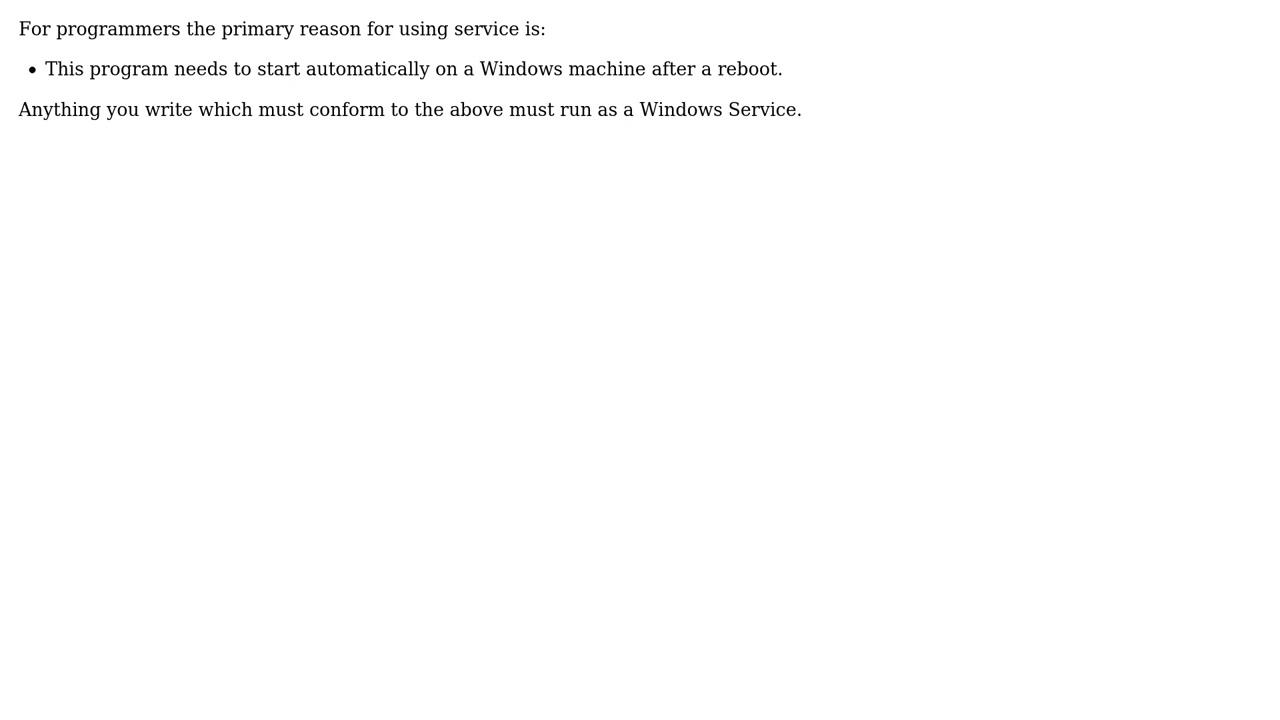 For programmers the primary reason for using service is:
• This program needs to start automatically on a Windows machine after a reboot.
Anything you write which must conform to the above must run as a Windows Service.